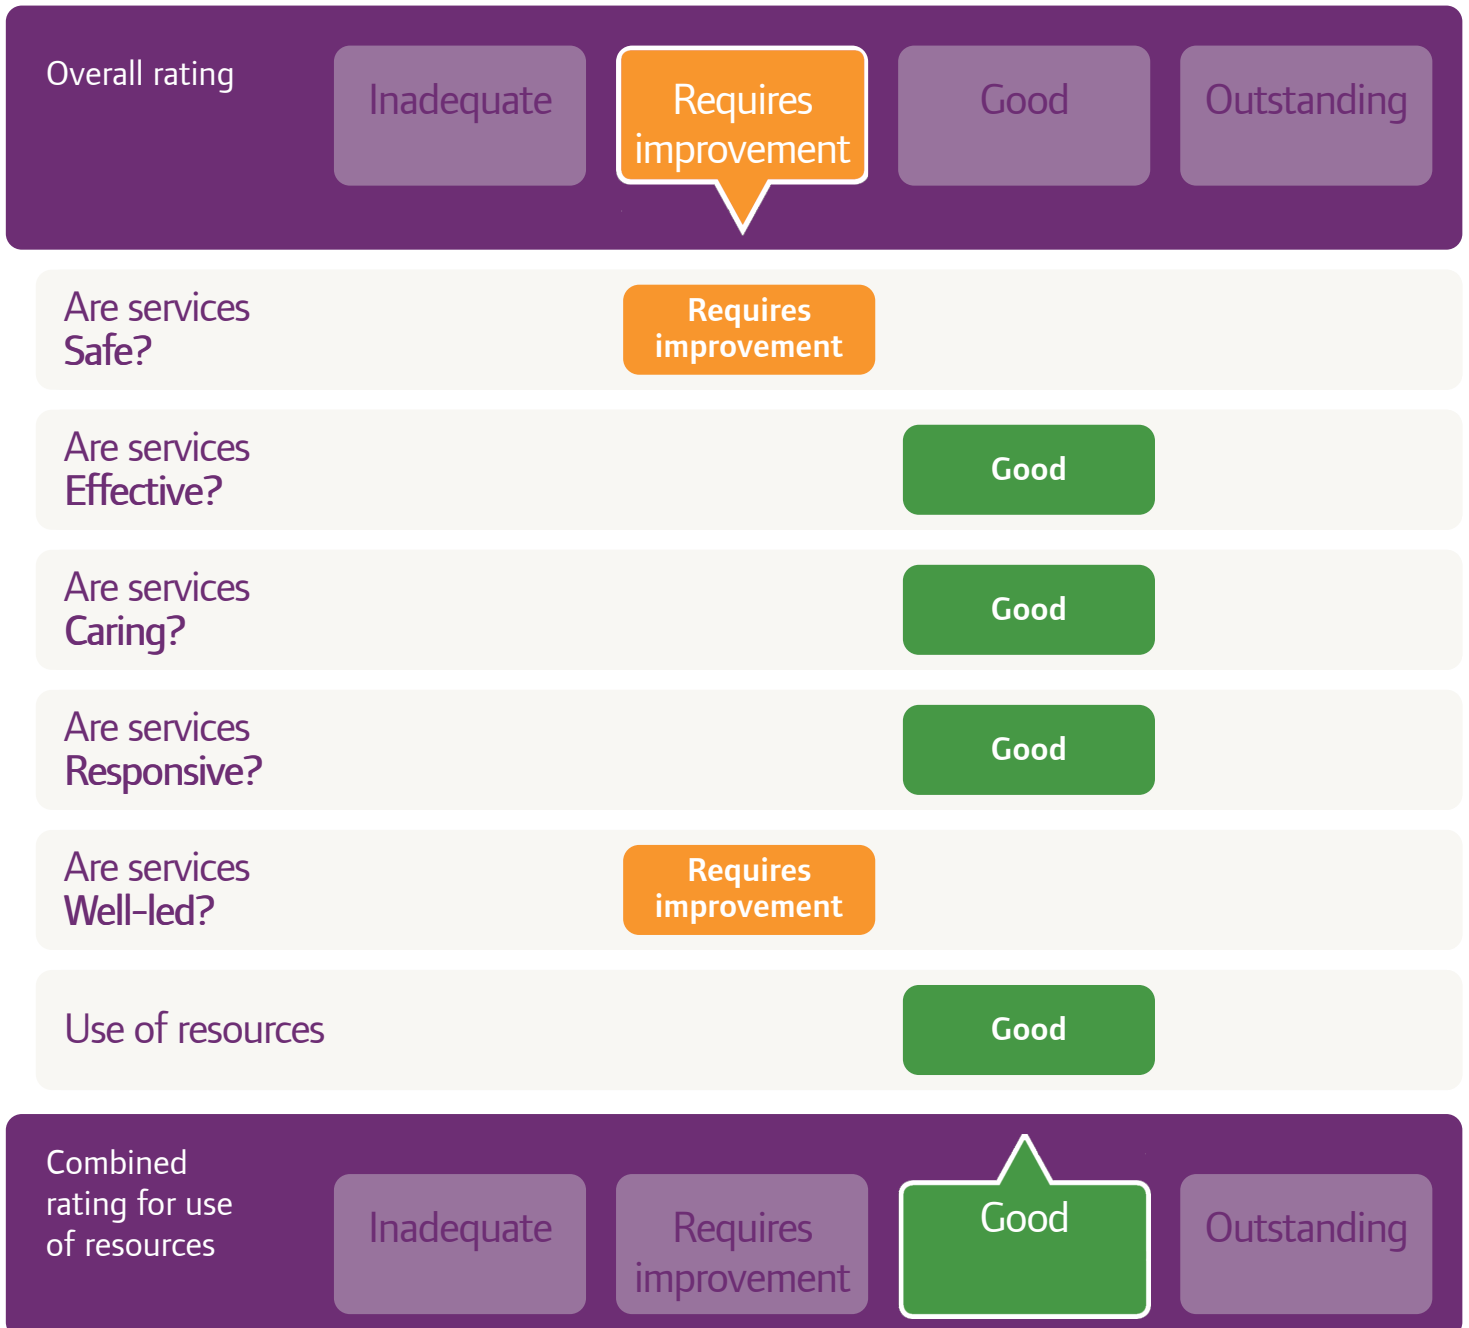 Overall rating
Inadequate
Requires
improvement
Good
Outstanding
Are services
Safe?
Requires
improvement
Are services
Effective?
Good
Are services
Caring?
Good
Are services
Responsive?
Good
Are services
Well-led?
Requires
improvement
Use of resources
Good
Combined
rating for use
of resources
Inadequate
Requires
improvement
Good
Outstanding